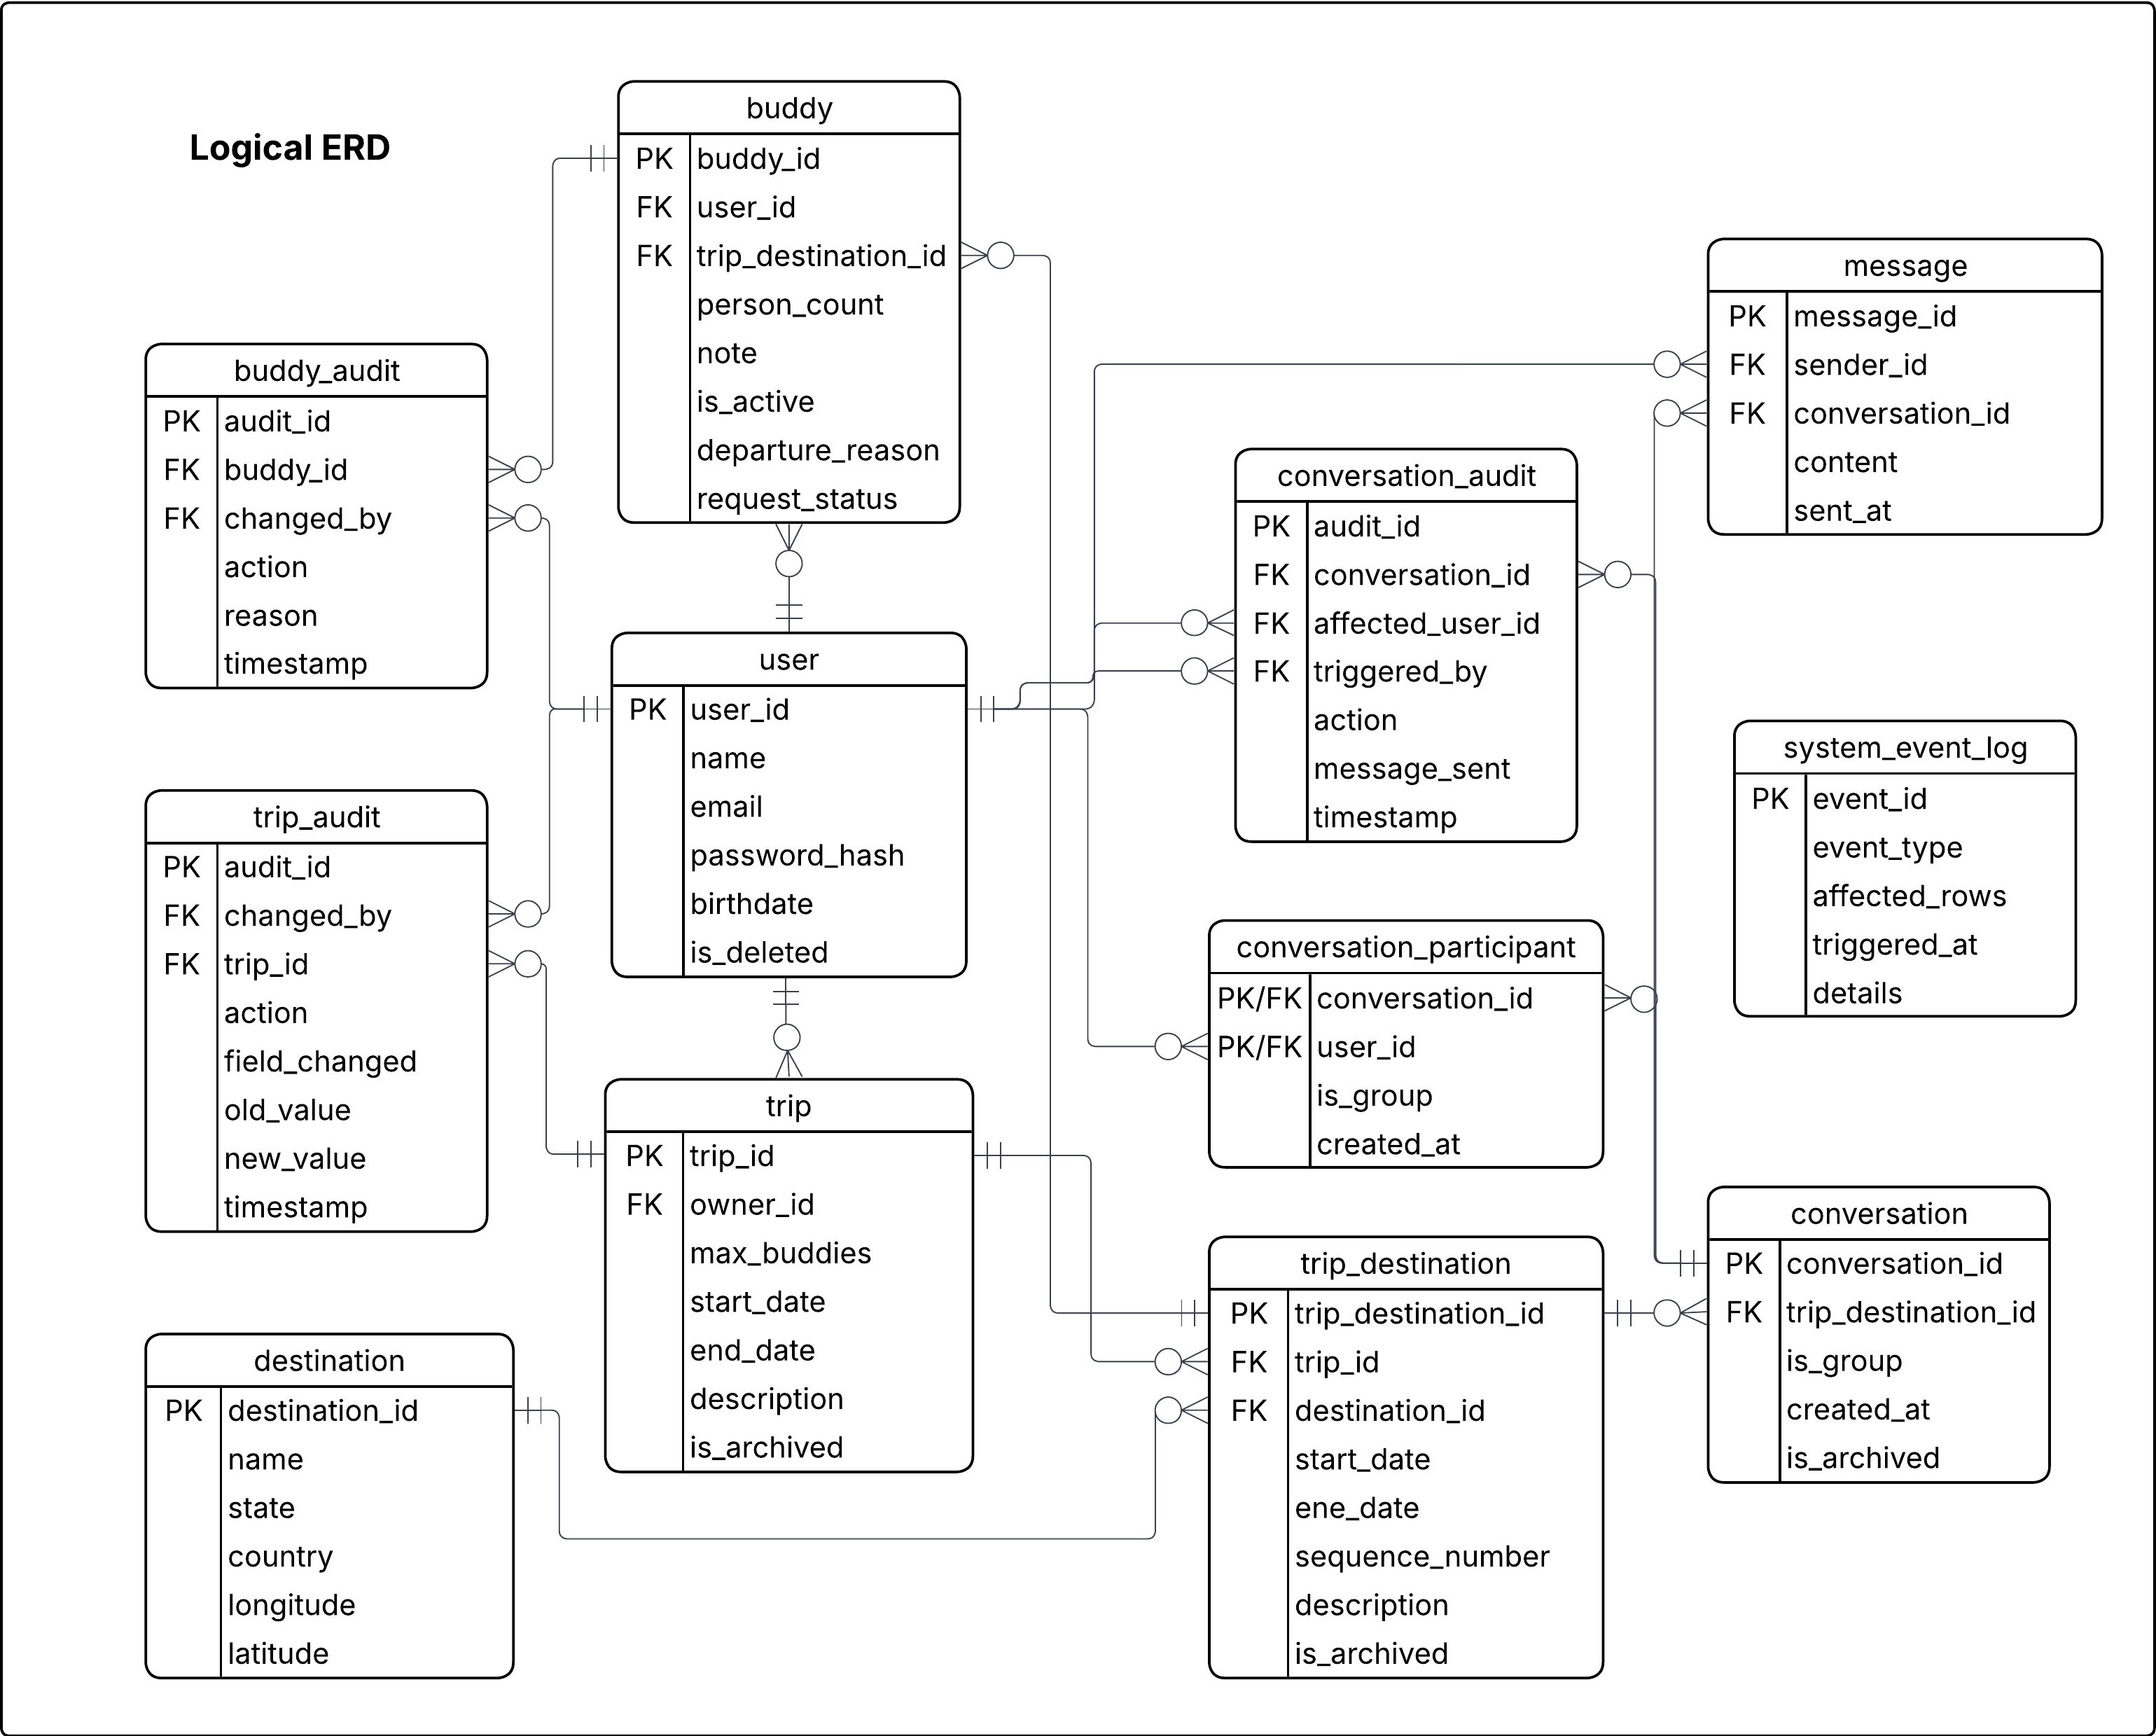 Logical ERD
buddy
PK buddy_id
FK user_id
FK trip_destination_id
person_count
note
is_active
departure_reason
request_status
message
PK message_id
FK sender_id
FK conversation_id
content
sent_at
buddy_audit
PK audit_id
FK buddy_id
FK changed_by
action
reason
timestamp
conversation_audit
PK audit_id
FK conversation_id
FK affected_user_id
FK triggered_by
action
message_sent
timestamp
user
PK user_id
name
email
password_hash
birthdate
is_deleted
system_event_log
PK event_id
event_type
affected_rows
triggered_at
details
trip_audit
PK audit_id
FK changed_by
FK trip_id
action
field_changed
old_value
new_value
timestamp
conversation_participant
PK/FK conversation_id
PK/FK user_id
is_group
created_at
trip
PK trip_id
FK owner_id
max_buddies
start_date
end_date
description
is_archived
conversation
PK conversation_id
FK trip_destination_id
is_group
created_at
is_archived
trip_destination
PK trip_destination_id
FK trip_id
FK destination_id
start_date
ene_date
sequence_number
description
is_archived
destination
PK destination_id
name
state
country
longitude
latitude